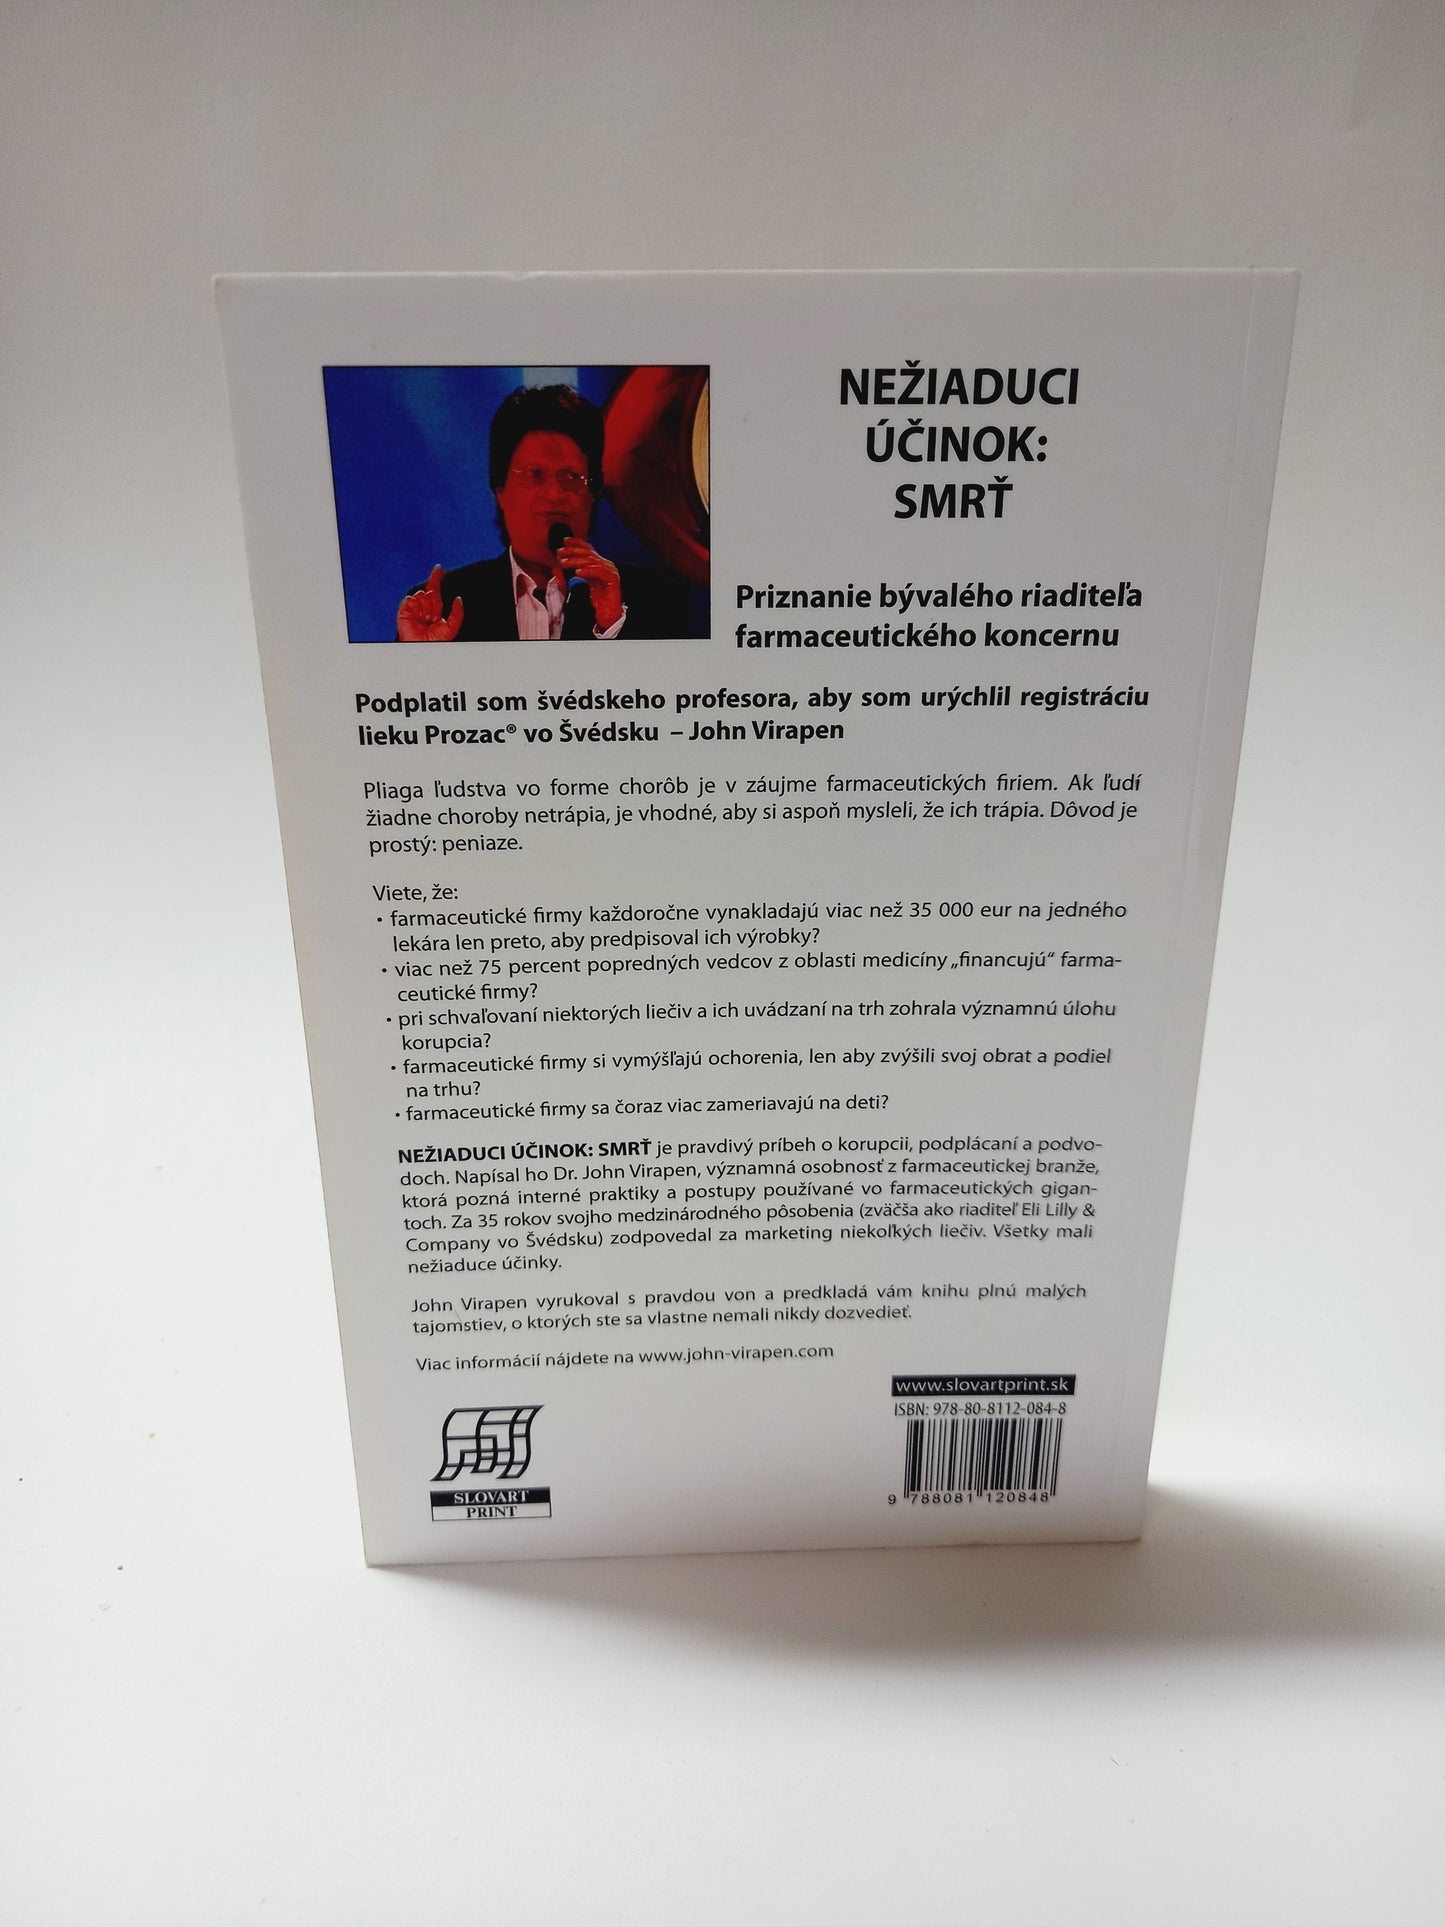 NEŽIADUCI
ÚČINOK:
SMRŤ
Priznanie bývalého riaditeľa
farmaceutického koncernu
Podplatil som švédskeho profesora, aby som urýchlil registráciu
lieku Prozac® vo Švédsku – John Virapen
Pliaga ľudstva vo forme chorôb je v záujme farmaceutických firiem. Ak ľudí
žiadne choroby netrápia, je vhodné, aby si aspoň mysleli, že ich trápia. Dôvod je
prostý: peniaze.
Viete, že:
• farmaceutické firmy každoročne vynakladajú viac než 35 000 eur na jedného
lekára len preto, aby predpisoval ich výrobky?
• viac než 75 percent popredných vedcov z oblasti medicíny „financujú“ farma-
ceutické firmy?
• pri schvaľovaní niektorých liečiv a ich uvádzaní na trh zohrala významnú úlohu
korupcia?
• farmaceutické firmy si vymýšľajú ochorenia, len aby zvýšili svoj obrat a podiel
na trhu?
• farmaceutické firmy sa čoraz viac zameriavajú na deti?
NEŽIADUCI ÚČINOK: SMRŤ je pravdivý príbeh o korupcii, podplácaní a podvo-
doch. Napísal ho Dr. John Virapen, významná osobnosť z farmaceutickej branže,
ktorá pozná interné praktiky a postupy používané vo farmaceutických gigan-
toch. Za 35 rokov svojho medzinárodného pôsobenia (zväčša ako riaditeľ Eli Lilly &
Company vo Švédsku) zodpovedal za marketing niekoľkých liečiv. Všetky mali
nežiaduce účinky.
John Virapen vyrukoval s pravdou von a predkladá vám knihu plnú malých
tajomstiev, o ktorých ste sa vlastne nemali nikdy dozvedieť.
Viac informácií nájdete na www.john-virapen.com
www.slovartprint.sk
ISBN: 978-80-8112-084-8
9 788081 120848
SLOVART
PRINT